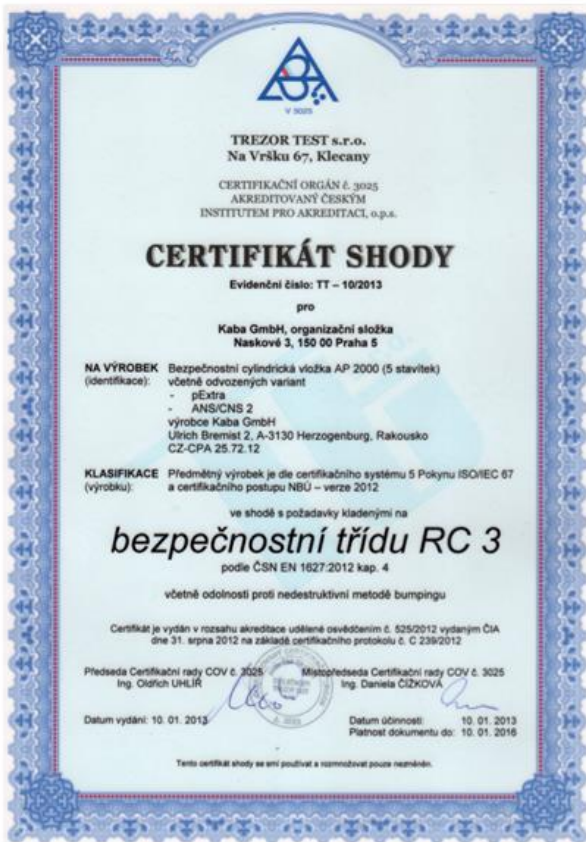 V 3025
TREZOR TEST s.r.o.
Na Vršku 67, Klecany
CERTIFIKAČNÍ ORGÁN č. 3025
AKREDITOVANÝ ČESKÝM
INSTITUTEM PRO AKREDITACI, o.p.s.
CERTIFIKÁT SHODY
Evidenční číslo: TT – 10/2013
pro
Kaba GmbH, organizační složka
Naskové 3, 150 00 Praha 5
NA VÝROBEK Bezpečnostní cylindrická vložka AP 2000 (5 stavítek)
(identifikace): včetně odvozených variant
- pExtra
- ANS/CNS 2
výrobce Kaba GmbH
Ulrich Bremist 2, A-3130 Herzogenburg, Rakousko
CZ-CPA 25.72.12
KLASIFIKACE Předmětný výrobek je dle certifikačního systému 5 Pokynu ISO/IEC 67
(výrobku): a certifikačního postupu NBÚ – verze 2012
ve shodě s požadavky kladenými na
bezpečnostní třídu RC 3
podle ČSN EN 1627:2012 kap. 4
včetně odolnosti proti nedestruktivní metodě bumpingu
Certifikát je vydán v rozsahu akreditace udělené osvědčením č. 525/2012 vydaným ČIA
dne 31. srpna 2012 na základě certifikačního protokolu č. C 239/2012
Předseda Certifikační rady COV č. 3025 Místopředseda Certifikační rady COV č. 3025
Ing. Oldřich UHLÍŘ Ing. Daniela ČÍŽKOVÁ
Datum vydání: 10. 01. 2013 Datum účinnosti: 10. 01. 2013
Platnost dokumentu do: 10. 01. 2016
Tento certifikát shody se smí používat a rozmnožovat pouze nezměněn.